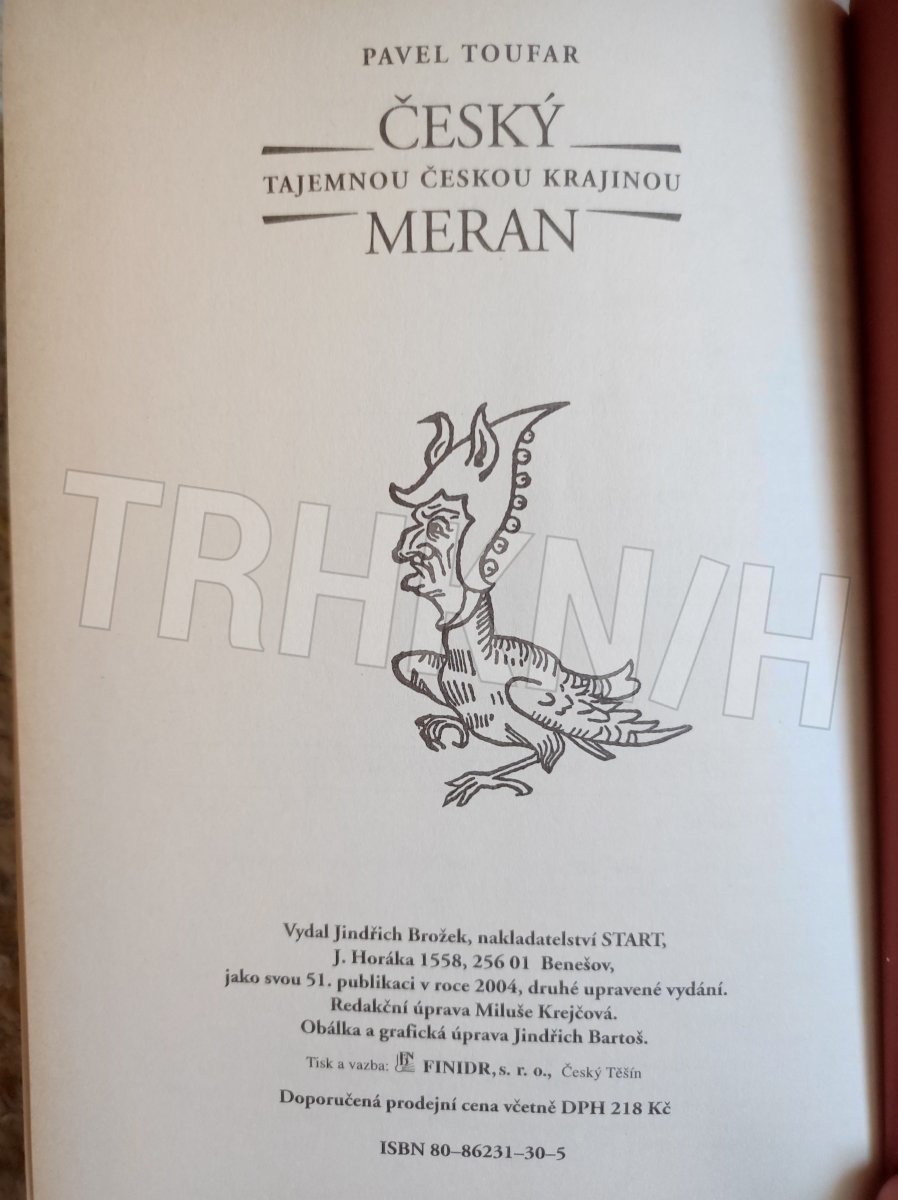 PAVEL TOUFAR
ČESKÝ
TAJEMNOU ČESKOU KRAJINOU
MERAN
TRHKN/H
Vydal Jindřich Brožek, nakladatelství START,
J. Horáka 1558, 256 01 Benešov,
jako svou 51. publikaci v roce 2004, druhé upravené vydání.
Redakční úprava Miluše Krejčová.
Obálka a grafická úprava Jindřich Bartoš.
Tisk a vazba: FINIDR, s. r. o., Český Těšín
Doporučená prodejní cena včetně DPH 218 Kč
ISBN 80–86231–30–5